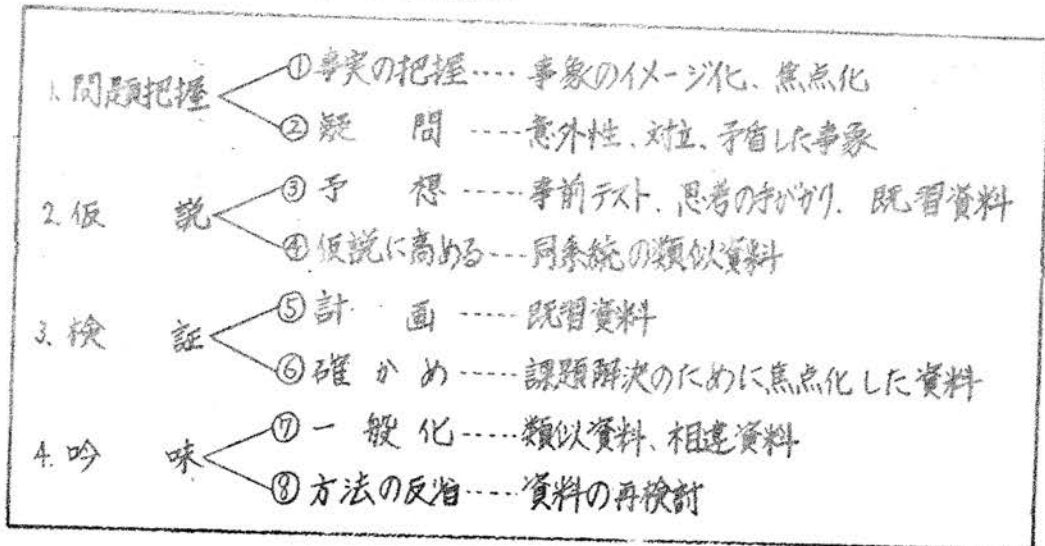 1. 問題把握
①事実の把握‥‥ 事象のイメージ化、焦点化
②疑問‥‥ 意外性、対立、矛盾した事象
2. 仮説
③予想‥‥ 事前テスト、思考の手がかり、既習資料
④仮説に高める‥‥ 同系統の類似資料
3. 検証
⑤計画‥‥ 既習資料
⑥確かめ‥‥ 課題解決のために焦点化した資料
4. 吟味
⑦一般化‥‥ 類似資料、相違資料
⑧方法の反省‥‥ 資料の再検討